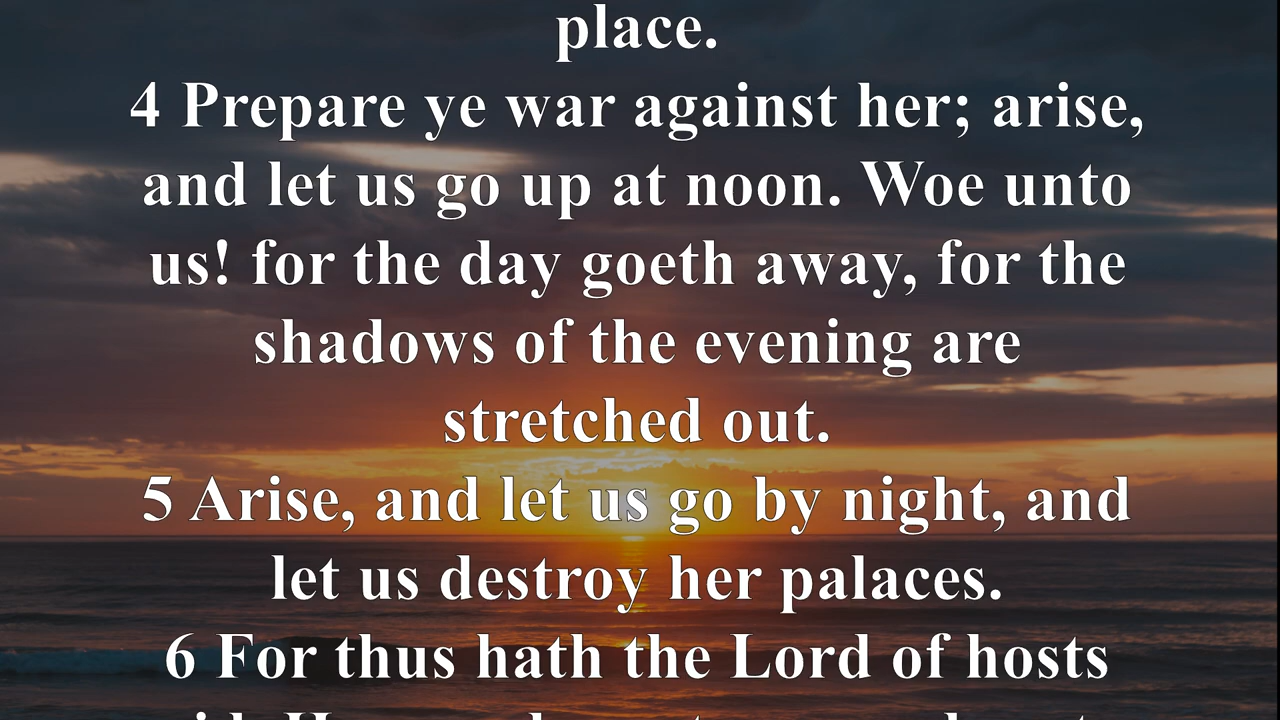 place.
4 Prepare ye war against her; arise,
and let us go up at noon. Woe unto
us! for the day goeth away, for the
shadows of the evening are
stretched out.
5 Arise, and let us go by night, and
let us destroy her palaces.
6 For thus hath the Lord of hosts